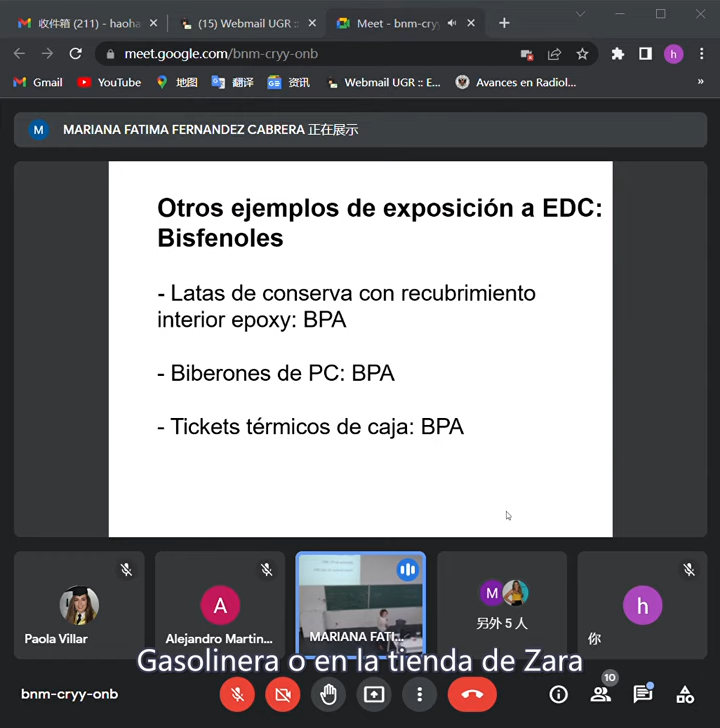 收件箱 (211) - haoha
(15) Webmail UGR ::
Meet - bnm-cry
meet.google.com/bnm-cryy-onb
h
Gmail
YouTube
地图
翻译
资讯
Webmail UGR :: E...
Avances en Radiol...
»
M
MARIANA FATIMA FERNANDEZ CABRERA 正在展示
Otros ejemplos de exposición a EDC:
Bisfenoles
- Latas de conserva con recubrimiento
interior epoxy: BPA
- Biberones de PC: BPA
- Tickets térmicos de caja: BPA
Paola Villar
A
Alejandro Martin...
MARIANA FATI...
M
另外 5 人
h
你
Gasolinera o en la tienda de Zara
bnm-cryy-onb
10